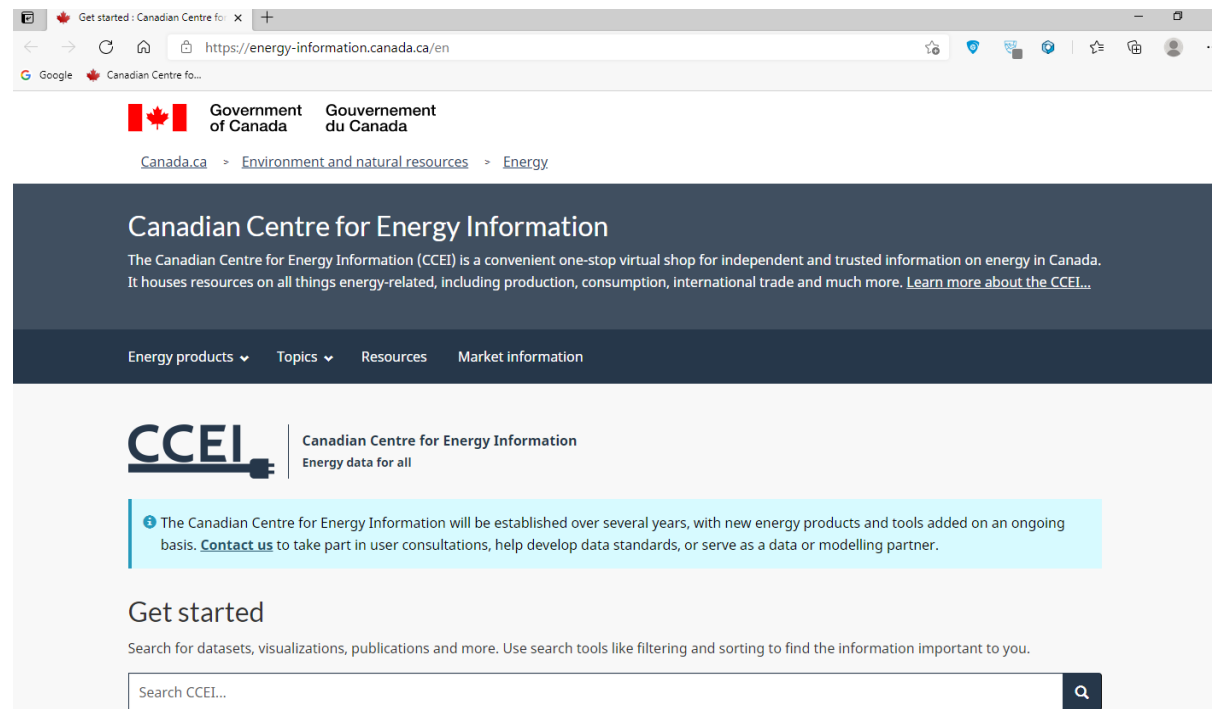 Get started : Canadian Centre for
https://energy-information.canada.ca/en
Google Canadian Centre fo...
Government Gouvernement
of Canada du Canada
Canada.ca > Environment and natural resources > Energy
Canadian Centre for Energy Information
The Canadian Centre for Energy Information (CCEI) is a convenient one-stop virtual shop for independent and trusted information on energy in Canada.
It houses resources on all things energy-related, including production, consumption, international trade and much more. Learn more about the CCEI...
Energy products Topics Resources Market information
CCEI
Canadian Centre for Energy Information
Energy data for all
The Canadian Centre for Energy Information will be established over several years, with new energy products and tools added on an ongoing
basis. Contact us to take part in user consultations, help develop data standards, or serve as a data or modelling partner.
Get started
Search for datasets, visualizations, publications and more. Use search tools like filtering and sorting to find the information important to you.
Search CCEI...